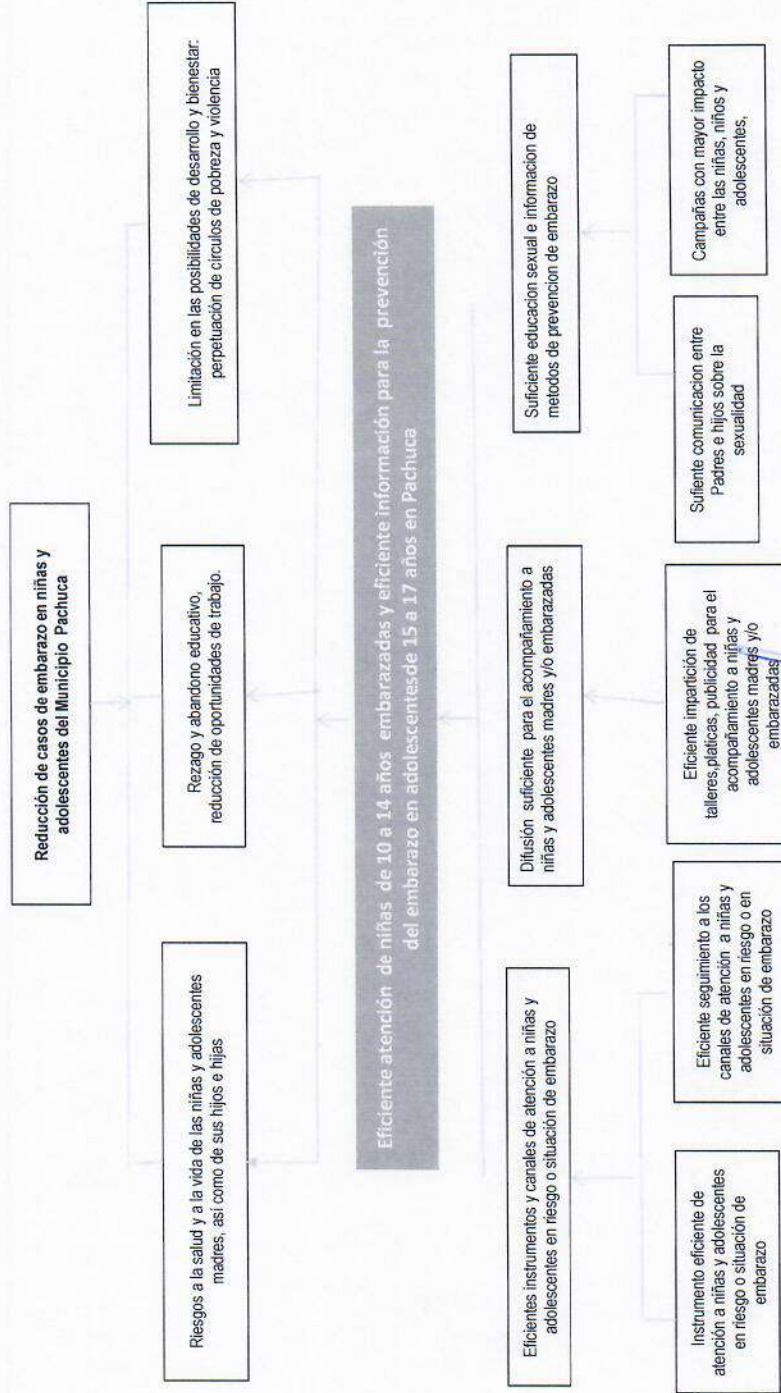 Reducción de casos de embarazo en niñas y
adolescentes del Municipio Pachuca
Riesgos a la salud y a la vida de las niñas y adolescentes
madres, así como de sus hijos e hijas
Rezago y abandono educativo,
reducción de oportunidades de trabajo.
Limitación en las posibilidades de desarrollo y bienestar:
perpetuación de círculos de pobreza y violencia
Eficiente atención de niñas de 10 a 14 años embarazadas y eficiente información para la prevención
del embarazo en adolescentesde 15 a 17 años en Pachuca
Eficientes instrumentos y canales de atención a niñas y
adolescentes en riesgo o situación de embarazo
Difusión suficiente para el acompañamiento a
niñas y adolescentes madres y/o embarazadas
Suficiente educacion sexual e informacion de
metodos de prevencion de embarazo
Instrumento eficiente de
atención a niñas y adolescentes
en riesgo o situación de
embarazo
Eficiente seguimiento a los
canales de atención a niñas y
adolescentes en riesgo o en
situación de embarazo
Eficiente impartición de
talleres,platicas, publicidad para el
acompañamiento a niñas y
adolescentes madres y/o
embarazadas
Sufiente comunicacion entre
Padres e hijos sobre la
sexualidad
Campañas con mayor impacto
entre las niñas, niños y
adolescentes,